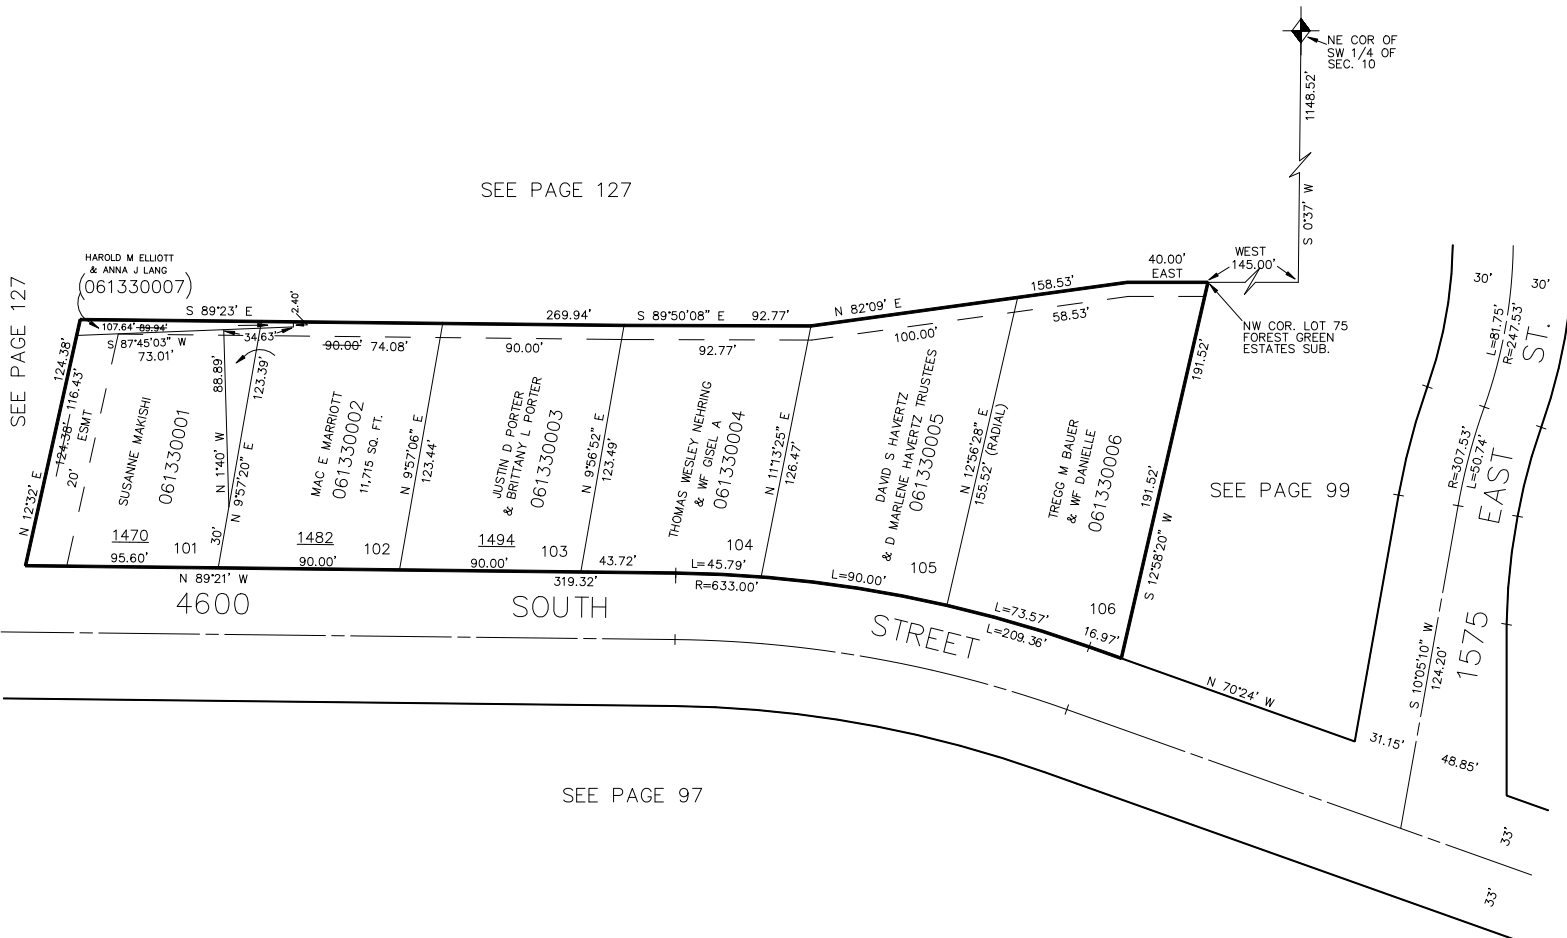 NE COR OF
SW 1/4 OF
SEC. 10
1148.52'
S 0°37' W
SEE PAGE 127
SEE PAGE 127
HAROLD M ELLIOTT
& ANNA J LANG
(061330007)
WEST
145.00'
40.00'
EAST
158.53'
N 82°09' E
58.53'
100.00'
NW COR. LOT 75
FOREST GREEN
ESTATES SUB.
S 89°23' E
269.94'
S 89°50'08" E
92.77'
2.40'
107.64'
89.94'
S 87°45'03" W
73.01'
34.63'
90.00'
74.08'
90.00'
92.77'
124.38'
116.43'
124.38'
20'
ESMT
N 12°32' E
SUSANNE MAKISHI
061330001
88.89'
N 1°40' W
123.39'
N 9°57'20" E
30'
MAC E MARRIOTT
061330002
11,715 SQ. FT.
N 9°57'06" E
123.44'
JUSTIN D PORTER
& BRITTANY L PORTER
061330003
N 9°56'52" E
123.49'
THOMAS WESLEY NEHRING
& WF GISEL A
061330004
N 11°13'25" E
126.47'
DAVID S HAVERTZ
& D MARLENE HAVERTZ TRUSTEES
061330005
N 12°56'28" E
155.52' (RADIAL)
TREGG M BAUER
& WF DANIELLE
061330006
191.52'
191.52'
S 12°58'20" W
SEE PAGE 99
1470
101
95.60'
1482
102
90.00'
1494
103
90.00'
43.72'
104
L=45.79'
R=633.00'
105
L=90.00'
106
L=73.57'
L=209.36'
16.97'
N 89°21' W
319.32'
4600
SOUTH
STREET
N 70°24' W
SEE PAGE 97
30'
30'
L=81.75'
R=247.53'
R=307.53'
L=50.74'
1575
EAST
ST.
S 10°05'10" W
124.20'
31.15'
48.85'
33'
33'